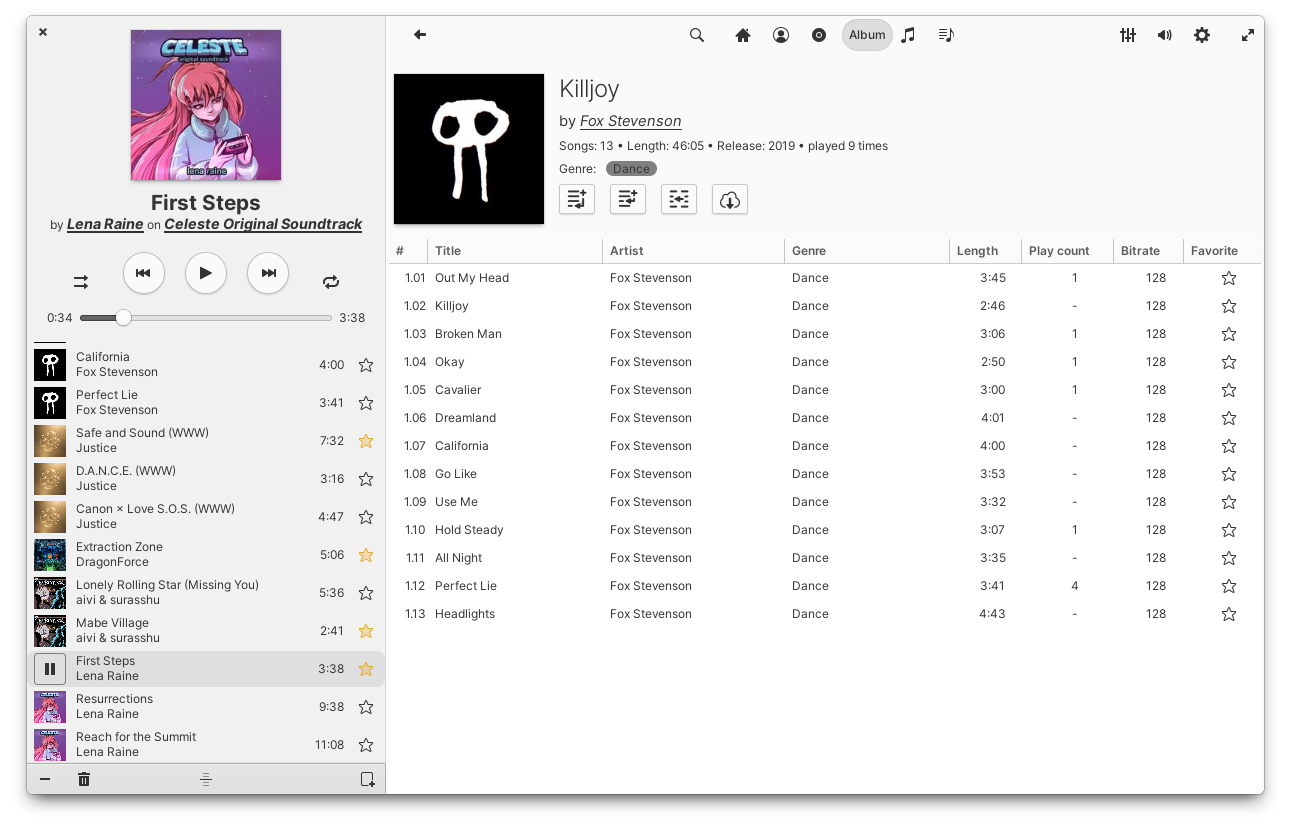 CELESTE
original soundtrack
lena raine
First Steps
by Lena Raine on Celeste Original Soundtrack
0:34 3:38
California
Fox Stevenson
4:00
Perfect Lie
Fox Stevenson
3:41
Safe and Sound (WWW)
Justice
7:32
D.A.N.C.E. (WWW)
Justice
3:16
Canon × Love S.O.S. (WWW)
Justice
4:47
Extraction Zone
DragonForce
5:06
Lonely Rolling Star (Missing You)
aivi & surasshu
5:36
Mabe Village
aivi & surasshu
2:41
First Steps
Lena Raine
3:38
CELESTE
Resurrections
Lena Raine
9:38
CELESTE
Reach for the Summit
Lena Raine
11:08
Album
Killjoy
by Fox Stevenson
Songs: 13 • Length: 46:05 • Release: 2019 • played 9 times
Genre: Dance
# Title Artist Genre Length Play count Bitrate Favorite
1.01 Out My Head Fox Stevenson Dance 3:45 1 128
1.02 Killjoy Fox Stevenson Dance 2:46 - 128
1.03 Broken Man Fox Stevenson Dance 3:06 1 128
1.04 Okay Fox Stevenson Dance 2:50 1 128
1.05 Cavalier Fox Stevenson Dance 3:00 1 128
1.06 Dreamland Fox Stevenson Dance 4:01 - 128
1.07 California Fox Stevenson Dance 4:00 - 128
1.08 Go Like Fox Stevenson Dance 3:53 - 128
1.09 Use Me Fox Stevenson Dance 3:32 - 128
1.10 Hold Steady Fox Stevenson Dance 3:07 1 128
1.11 All Night Fox Stevenson Dance 3:35 - 128
1.12 Perfect Lie Fox Stevenson Dance 3:41 4 128
1.13 Headlights Fox Stevenson Dance 4:43 - 128